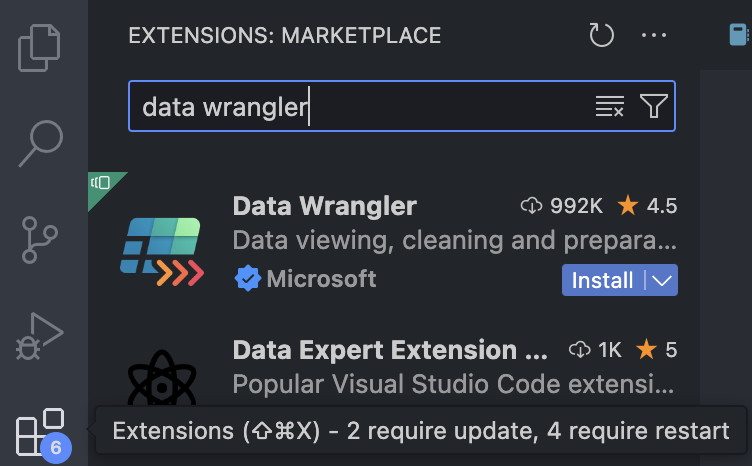 EXTENSIONS: MARKETPLACE
data wrangler
Data Wrangler 992K 4.5
Data viewing, cleaning and prepara...
Microsoft Install
Data Expert Extension ... 1K 5
Popular Visual Studio Code extensi...
6 Extensions (⇧⌘X) - 2 require update, 4 require restart